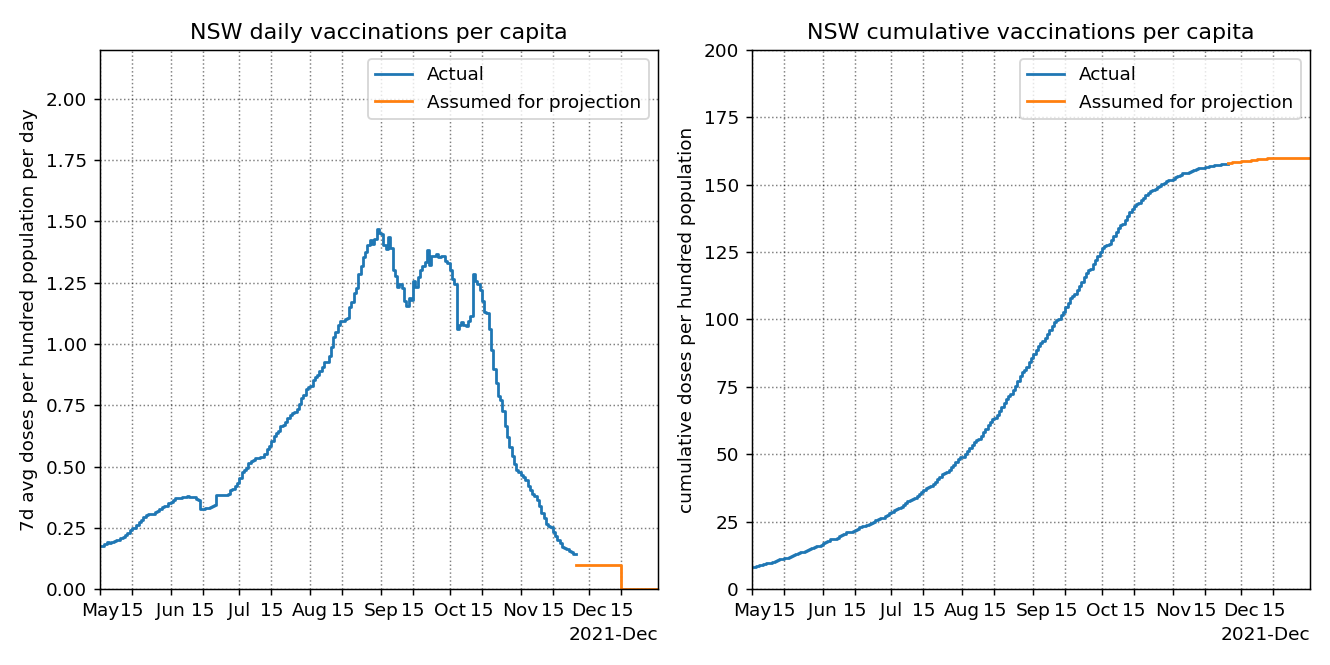 NSW daily vaccinations per capita
Actual
Assumed for projection
7d avg doses per hundred population per day
2.00
1.75
1.50
1.25
1.00
0.75
0.50
0.25
0.00
May 15 Jun 15 Jul 15 Aug 15 Sep 15 Oct 15 Nov 15 Dec 15
2021-Dec
NSW cumulative vaccinations per capita
Actual
Assumed for projection
cumulative doses per hundred population
200
175
150
125
100
75
50
25
0
May 15 Jun 15 Jul 15 Aug 15 Sep 15 Oct 15 Nov 15 Dec 15
2021-Dec